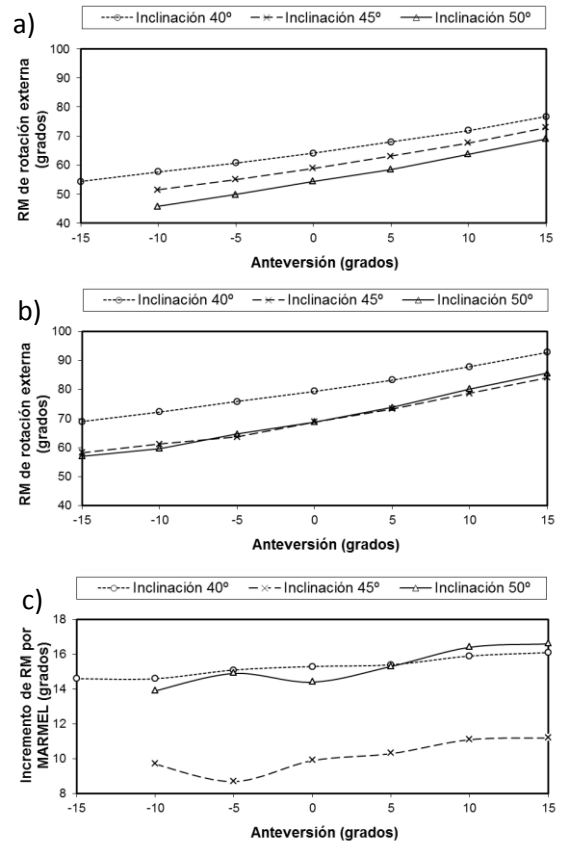 a)
Inclinación 40º Inclinación 45º Inclinación 50º
RM de rotación externa
(grados)
100
90
80
70
60
50
40
-15 -10 -5 0 5 10 15
Anteversión (grados)
b)
Inclinación 40º Inclinación 45º Inclinación 50º
RM de rotación externa
(grados)
100
90
80
70
60
50
40
-15 -10 -5 0 5 10 15
Anteversión (grados)
c)
Inclinación 40º Inclinación 45º Inclinación 50º
Incremento de RM por
MARMEL (grados)
18
16
14
12
10
8
-15 -10 -5 0 5 10 15
Anteversión (grados)